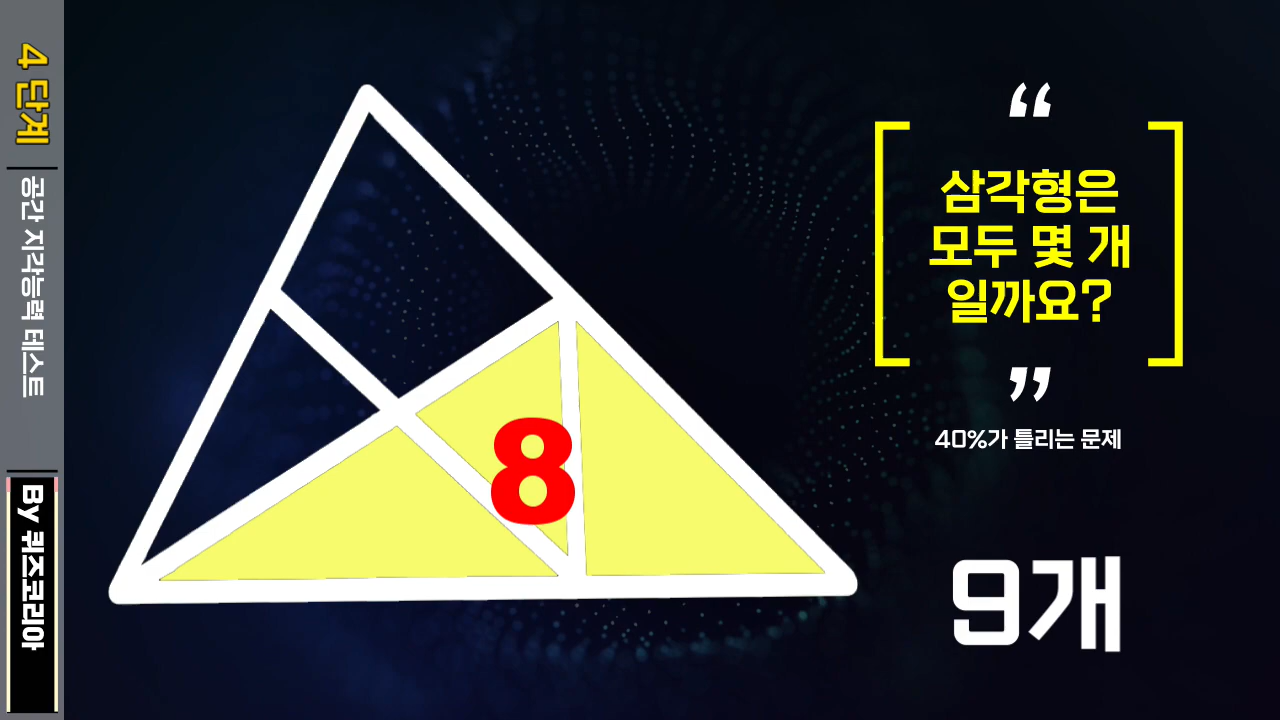 4 단계
공간 지각능력 테스트
By 퀴즈코리아
8
“
삼각형은
모두 몇 개
일까요?
”
40%가 틀리는 문제
9개